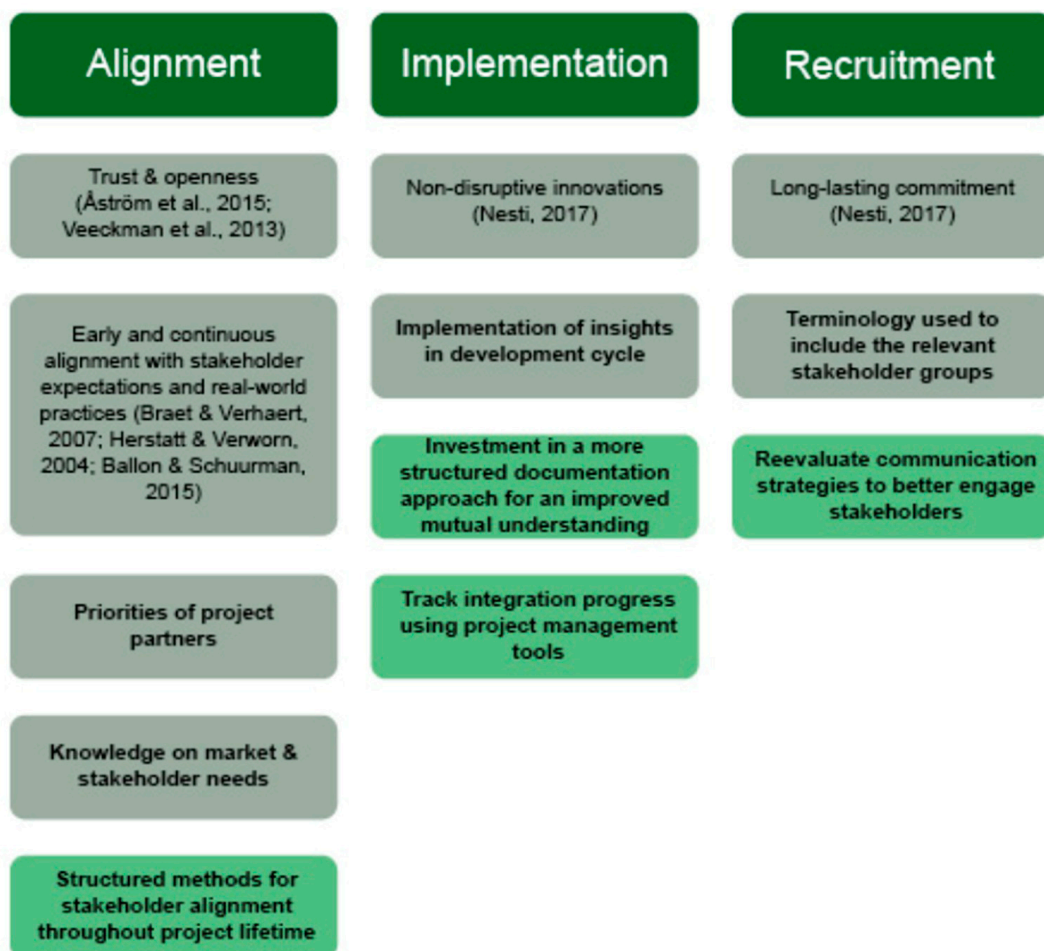 Alignment
Trust & openness
(Åström et al., 2015;
Veeckman et al., 2013)
Early and continuous
alignment with stakeholder
expectations and real-world
practices (Braet & Verhaert,
2007; Herstatt & Verworn,
2004; Ballon & Schuurman,
2015)
Priorities of project
partners
Knowledge on market &
stakeholder needs
Structured methods for
stakeholder alignment
throughout project lifetime
Implementation
Non-disruptive innovations
(Nesti, 2017)
Implementation of insights
in development cycle
Investment in a more
structured documentation
approach for an improved
mutual understanding
Track integration progress
using project management
tools
Recruitment
Long-lasting commitment
(Nesti, 2017)
Terminology used to
include the relevant
stakeholder groups
Reevaluate communication
strategies to better engage
stakeholders